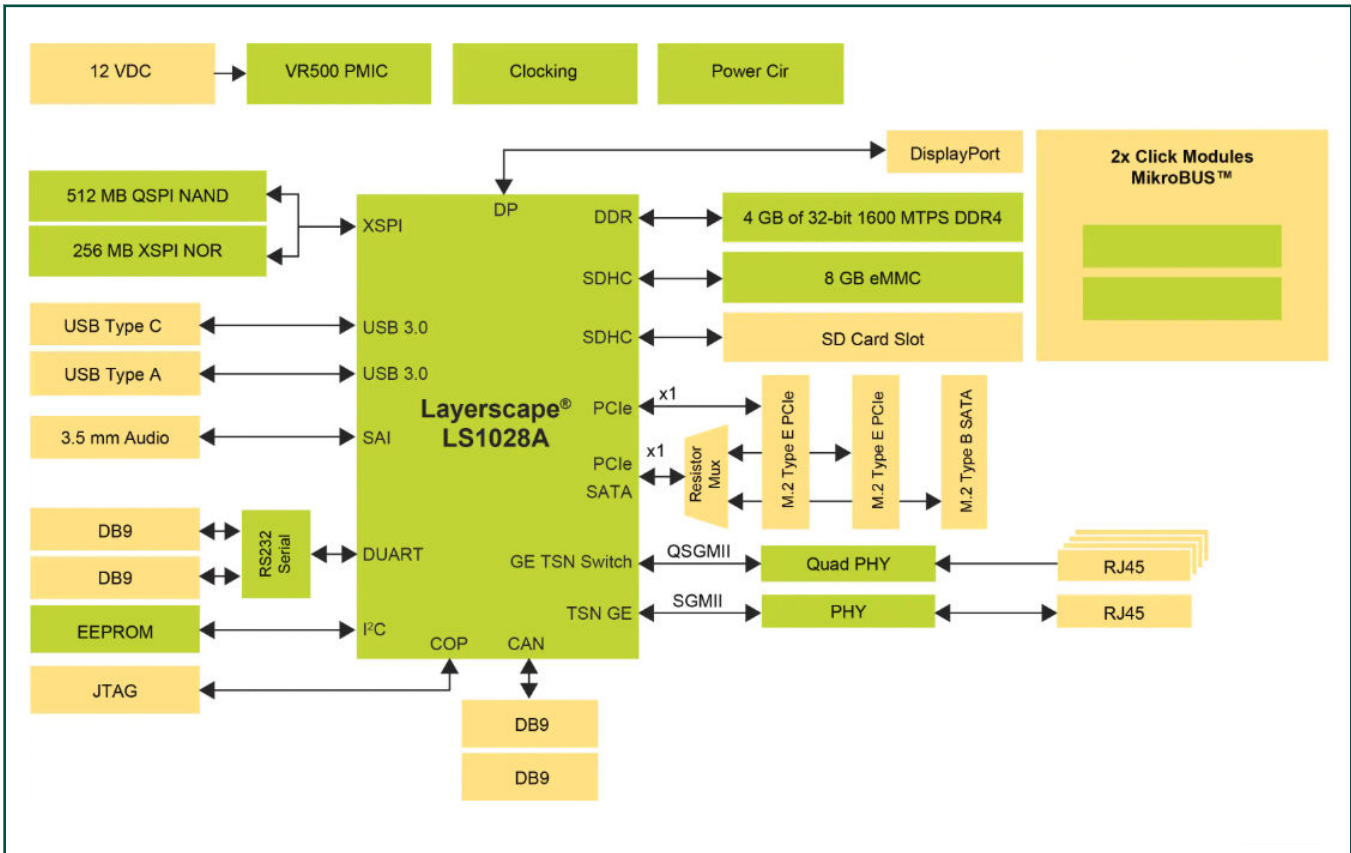 12 VDC
VR500 PMIC
Clocking
Power Cir
DisplayPort
2x Click Modules
MikroBUS™
512 MB QSPI NAND
256 MB XSPI NOR
XSPI
DP
DDR
4 GB of 32-bit 1600 MTPS DDR4
SDHC
8 GB eMMC
USB Type C
USB 3.0
SDHC
SD Card Slot
USB Type A
USB 3.0
Layerscape®
LS1028A
3.5 mm Audio
SAI
PCIe
x1
PCIe
SATA
x1
Resistor
Mux
M.2 Type E PCIe
M.2 Type E PCIe
M.2 Type B SATA
DB9
DB9
RS232
Serial
DUART
GE TSN Switch
QSGMII
Quad PHY
RJ45
TSN GE
SGMII
PHY
RJ45
EEPROM
I²C
COP
CAN
JTAG
DB9
DB9